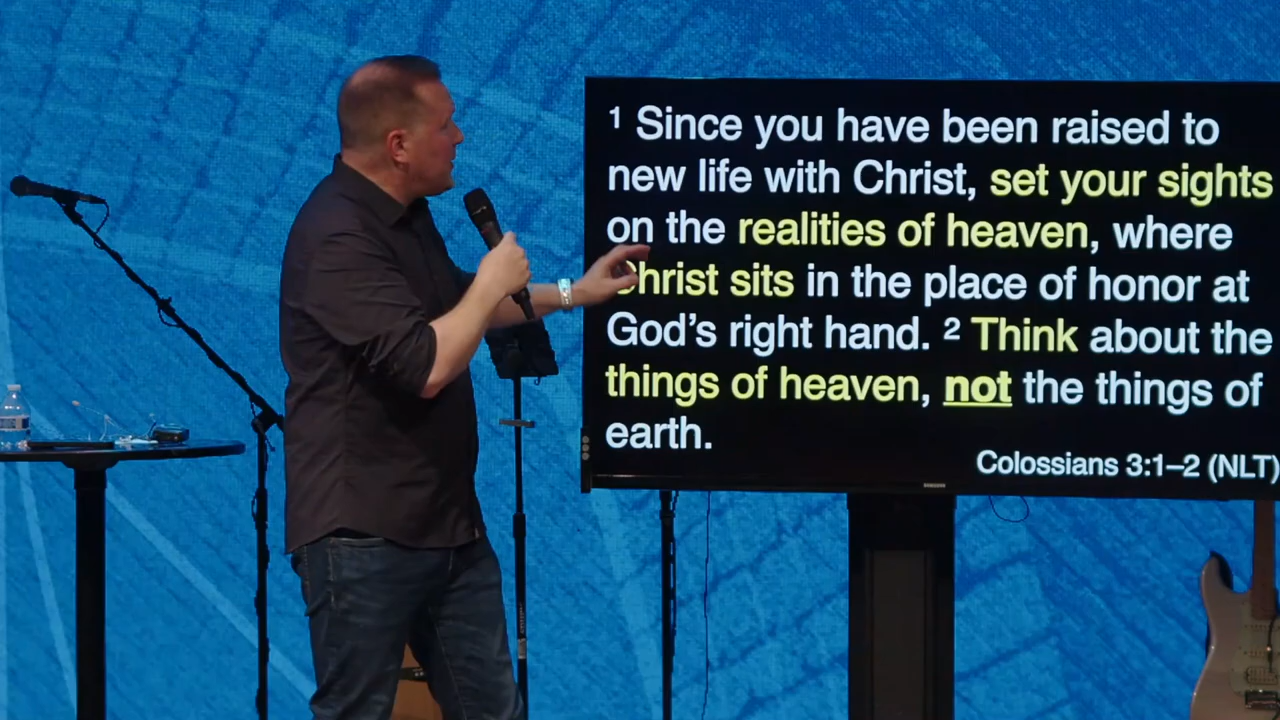 ¹ Since you have been raised to
new life with Christ, set your sights
on the realities of heaven, where
Christ sits in the place of honor at
God's right hand. ² Think about the
things of heaven, not the things of
earth.
Colossians 3:1–2 (NLT)
SAMSUNG